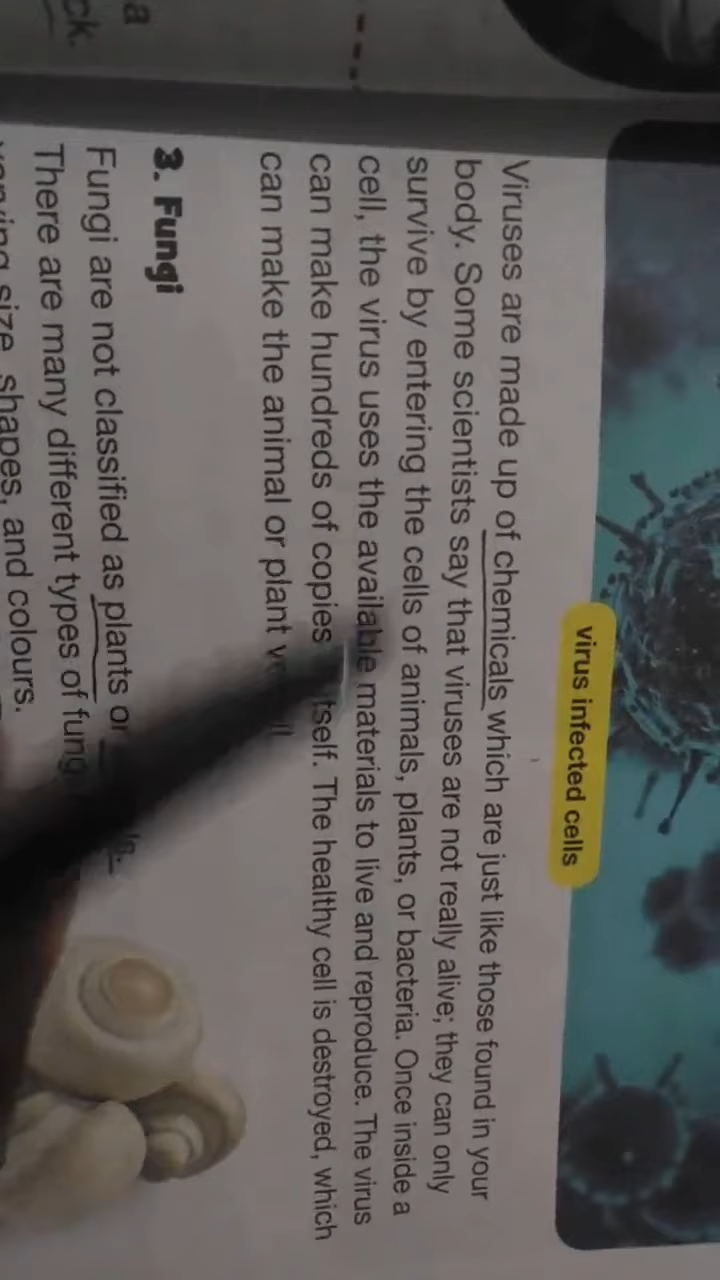 a
ck.
virus infected cells
Viruses are made up of chemicals which are just like those found in your
body. Some scientists say that viruses are not really alive; they can only
survive by entering the cells of animals, plants, or bacteria. Once inside a
cell, the virus uses the available materials to live and reproduce. The virus
can make hundreds of copies itself. The healthy cell is destroyed, which
can make the animal or plant
3. Fungi
Fungi are not classified as plants or
There are many different types of
size, shapes, and colours.